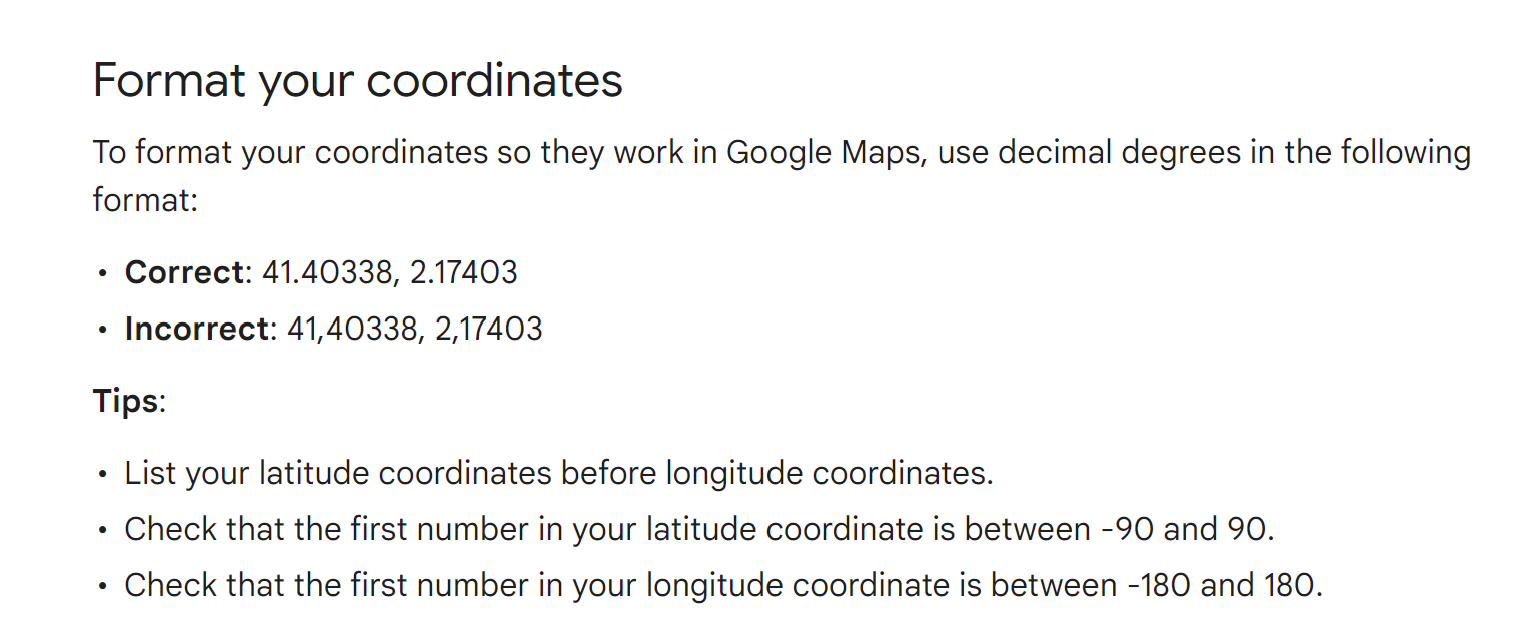 Format your coordinates
To format your coordinates so they work in Google Maps, use decimal degrees in the following
format:
• Correct: 41.40338, 2.17403
• Incorrect: 41,40338, 2,17403
Tips:
• List your latitude coordinates before longitude coordinates.
• Check that the first number in your latitude coordinate is between -90 and 90.
• Check that the first number in your longitude coordinate is between -180 and 180.